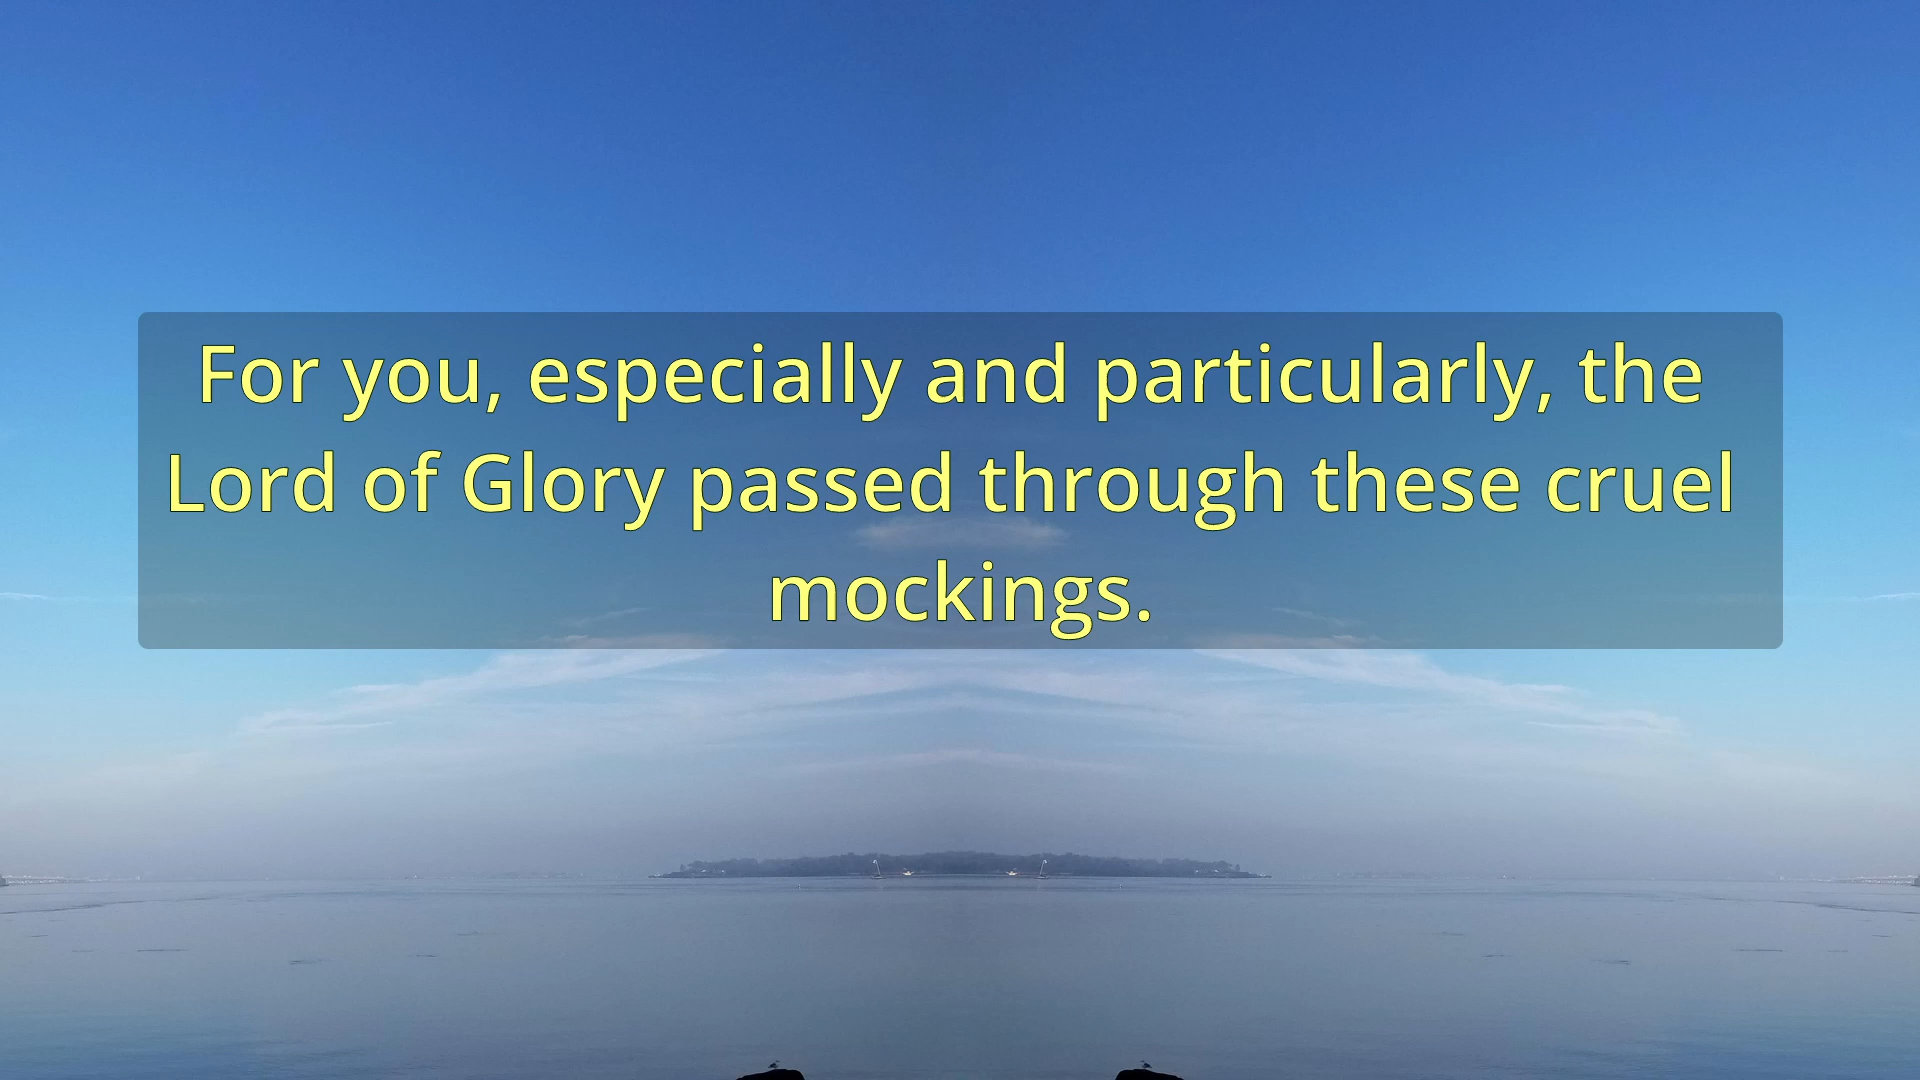 For you, especially and particularly, the
Lord of Glory passed through these cruel
mockings.